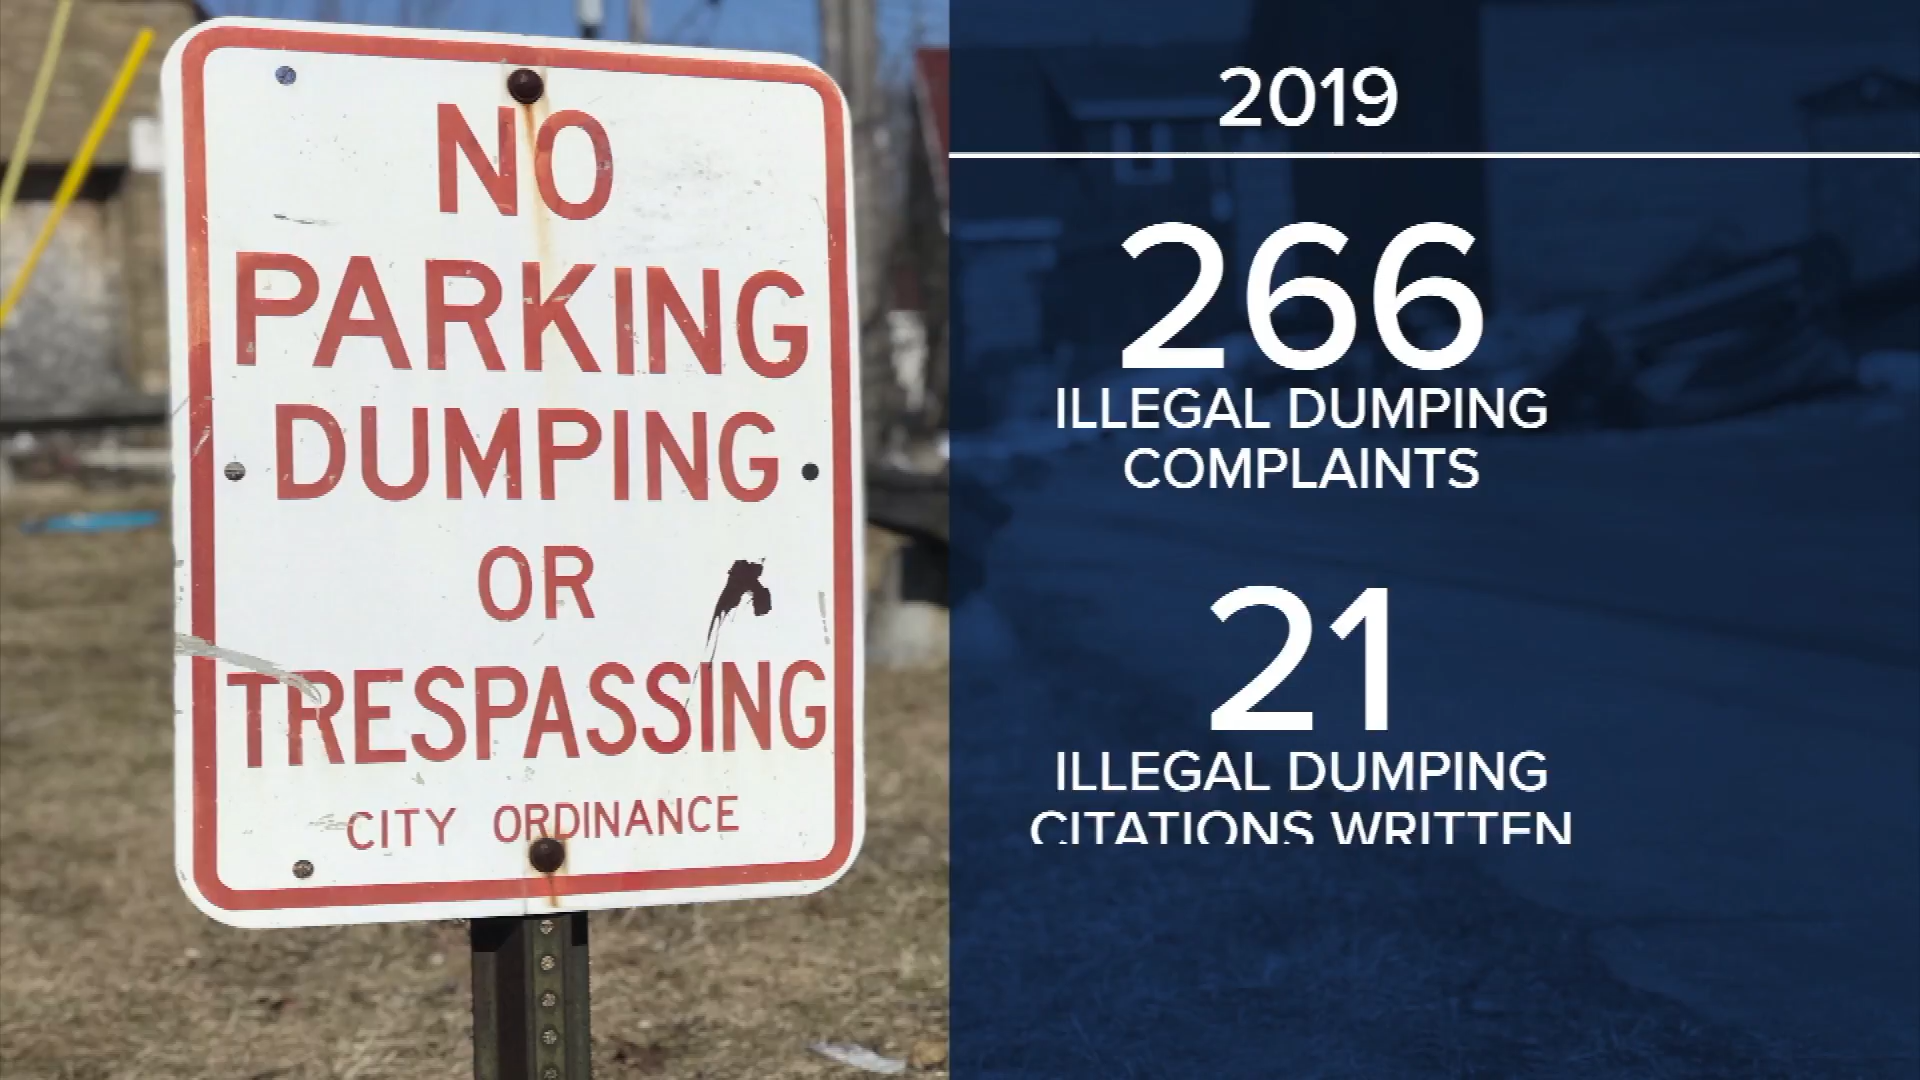 NO
PARKING
DUMPING
OR
TRESPASSING
CITY ORDINANCE
2019
266
ILLEGAL DUMPING
COMPLAINTS
21
ILLEGAL DUMPING
CITATIONS WRITTEN